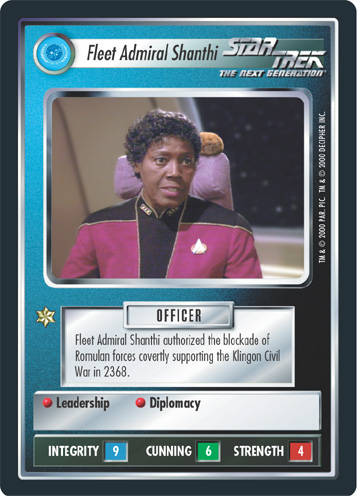 Fleet Admiral Shanthi
STAR TREK
THE NEXT GENERATION®
TM & © 2000 PAR. PIC. TM & © 2000 DECIPHER INC.
OFFICER
Fleet Admiral Shanthi authorized the blockade of
Romulan forces covertly supporting the Klingon Civil
War in 2368.
Leadership Diplomacy
INTEGRITY 9 CUNNING 6 STRENGTH 4